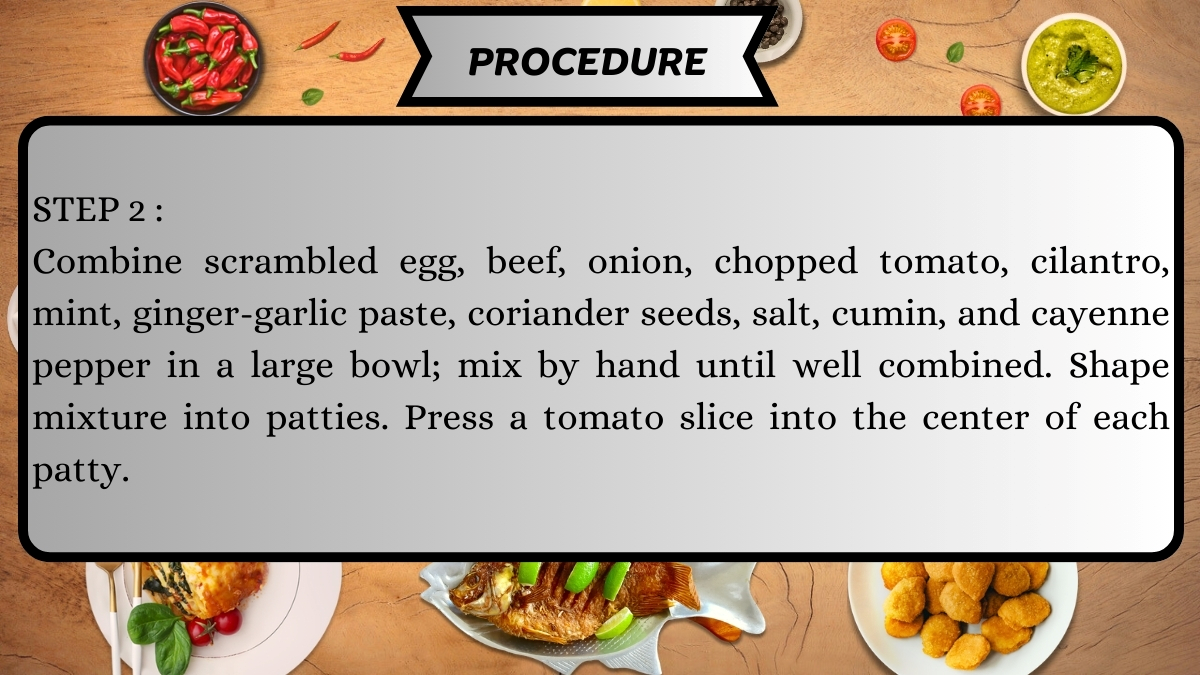 PROCEDURE
STEP 2 :
Combine scrambled egg, beef, onion, chopped tomato, cilantro,
mint, ginger-garlic paste, coriander seeds, salt, cumin, and cayenne
pepper in a large bowl; mix by hand until well combined. Shape
mixture into patties. Press a tomato slice into the center of each
patty.